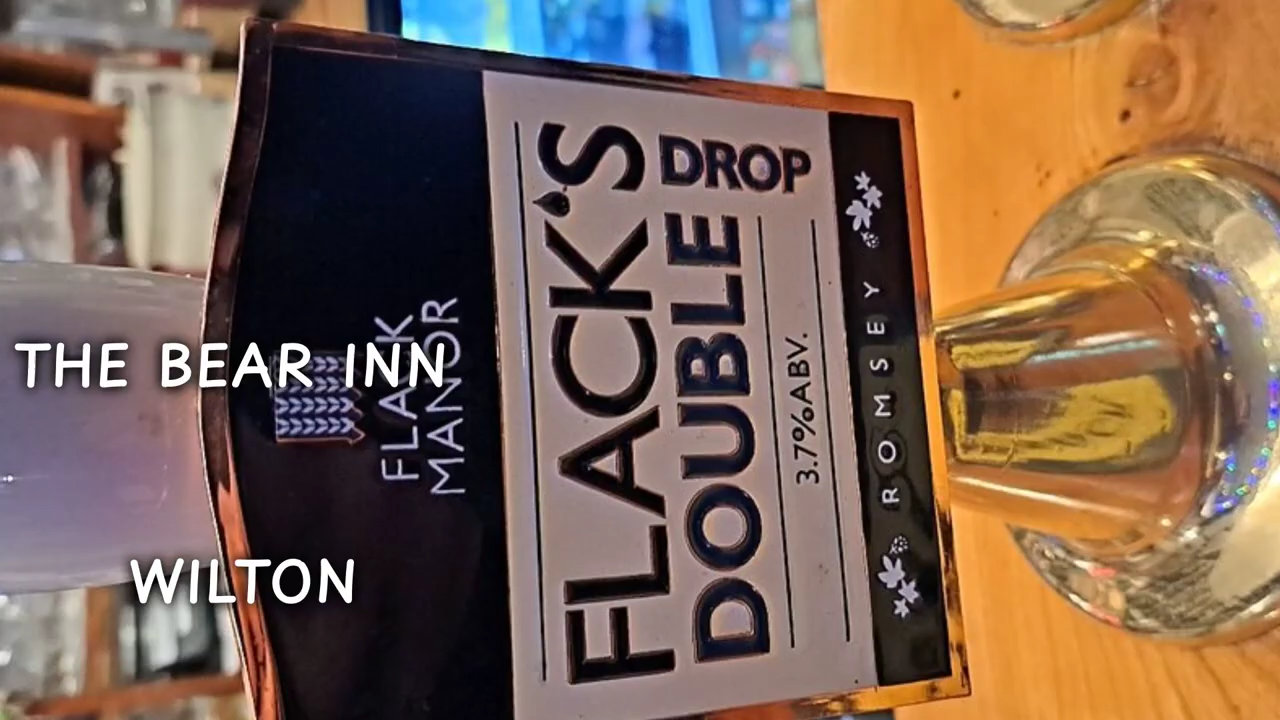 FLACK
MANOR
FLACK'S
DOUBLE DROP
3.7% ABV.
ROMSEY
THE BEAR INN
WILTON